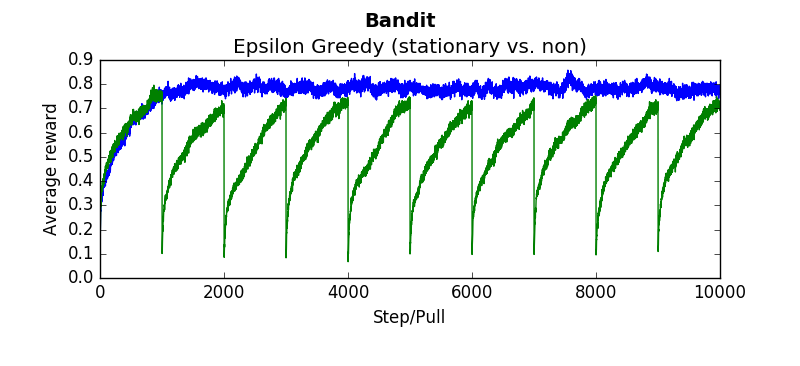 Bandit
Epsilon Greedy (stationary vs. non)
Average reward
0.9
0.8
0.7
0.6
0.5
0.4
0.3
0.2
0.1
0.0
0 2000 4000 6000 8000 10000
Step/Pull